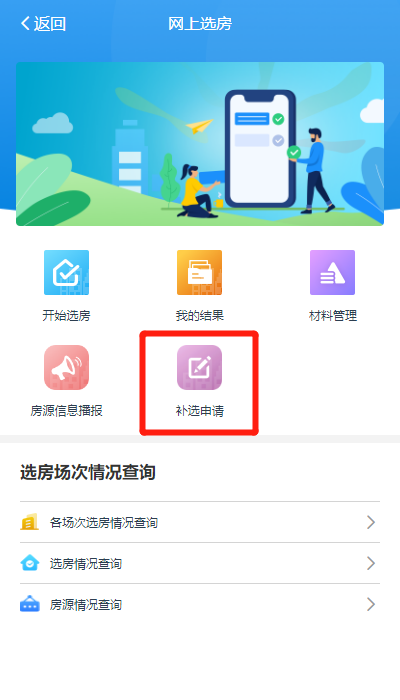 返回
网上选房
开始选房
我的结果
材料管理
房源信息播报
补选申请
选房场次情况查询
各场次选房情况查询
选房情况查询
房源情况查询